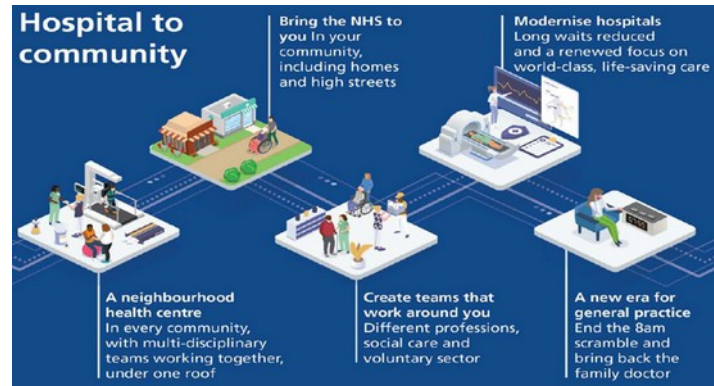 Hospital to
community
Bring the NHS to
you In your
community,
including homes
and high streets
Modernise hospitals
Long waits reduced
and a renewed focus on
world-class, life-saving care
A neighbourhood
health centre
In every community,
with multi-disciplinary
teams working together,
under one roof
Create teams that
work around you
Different professions,
social care and
voluntary sector
A new era for
general practice
End the 8am
scramble and
bring back the
family doctor